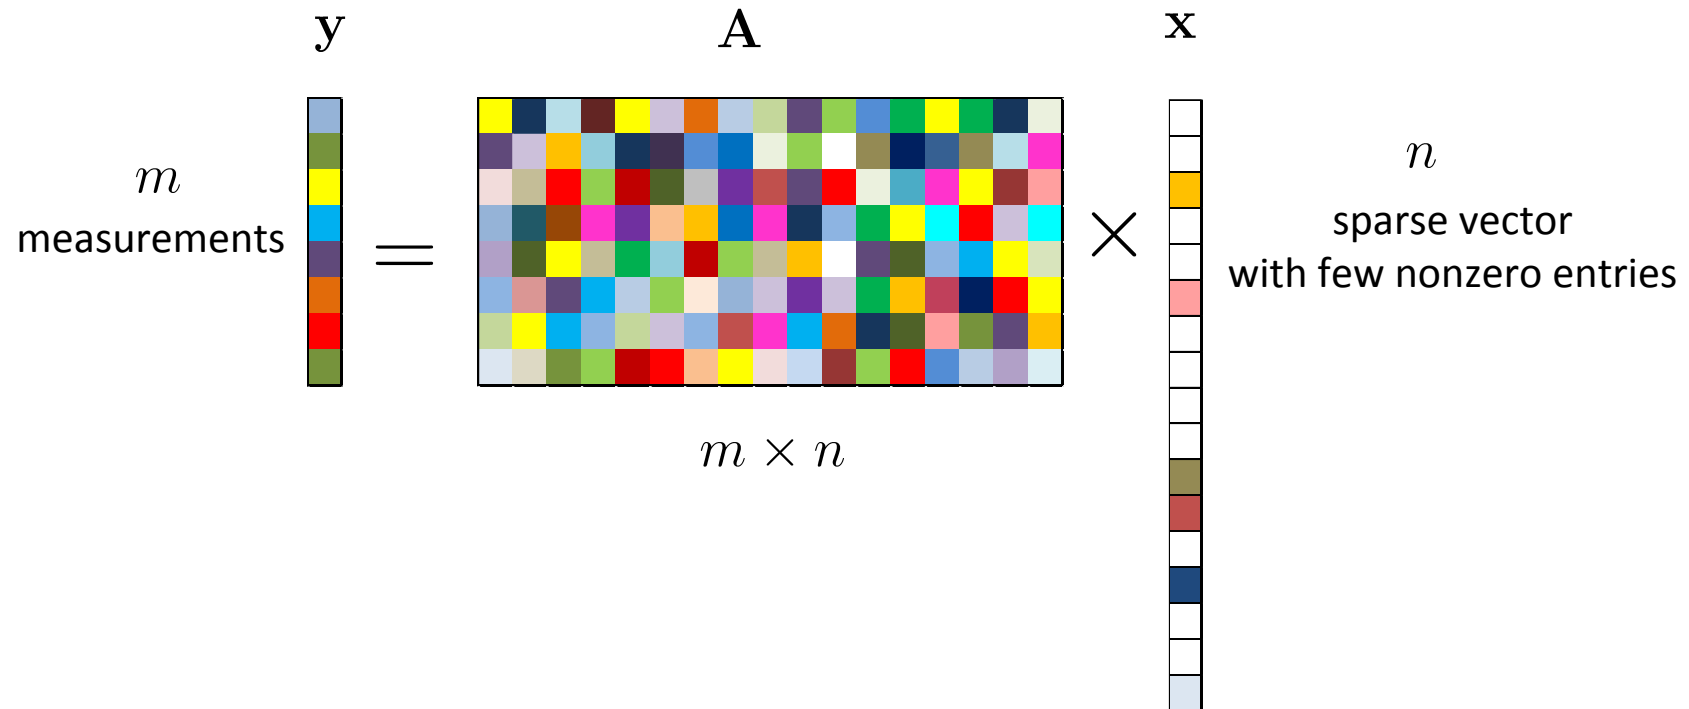 y
A
x
m
measurements
=
×
n
sparse vector
with few nonzero entries
m × n